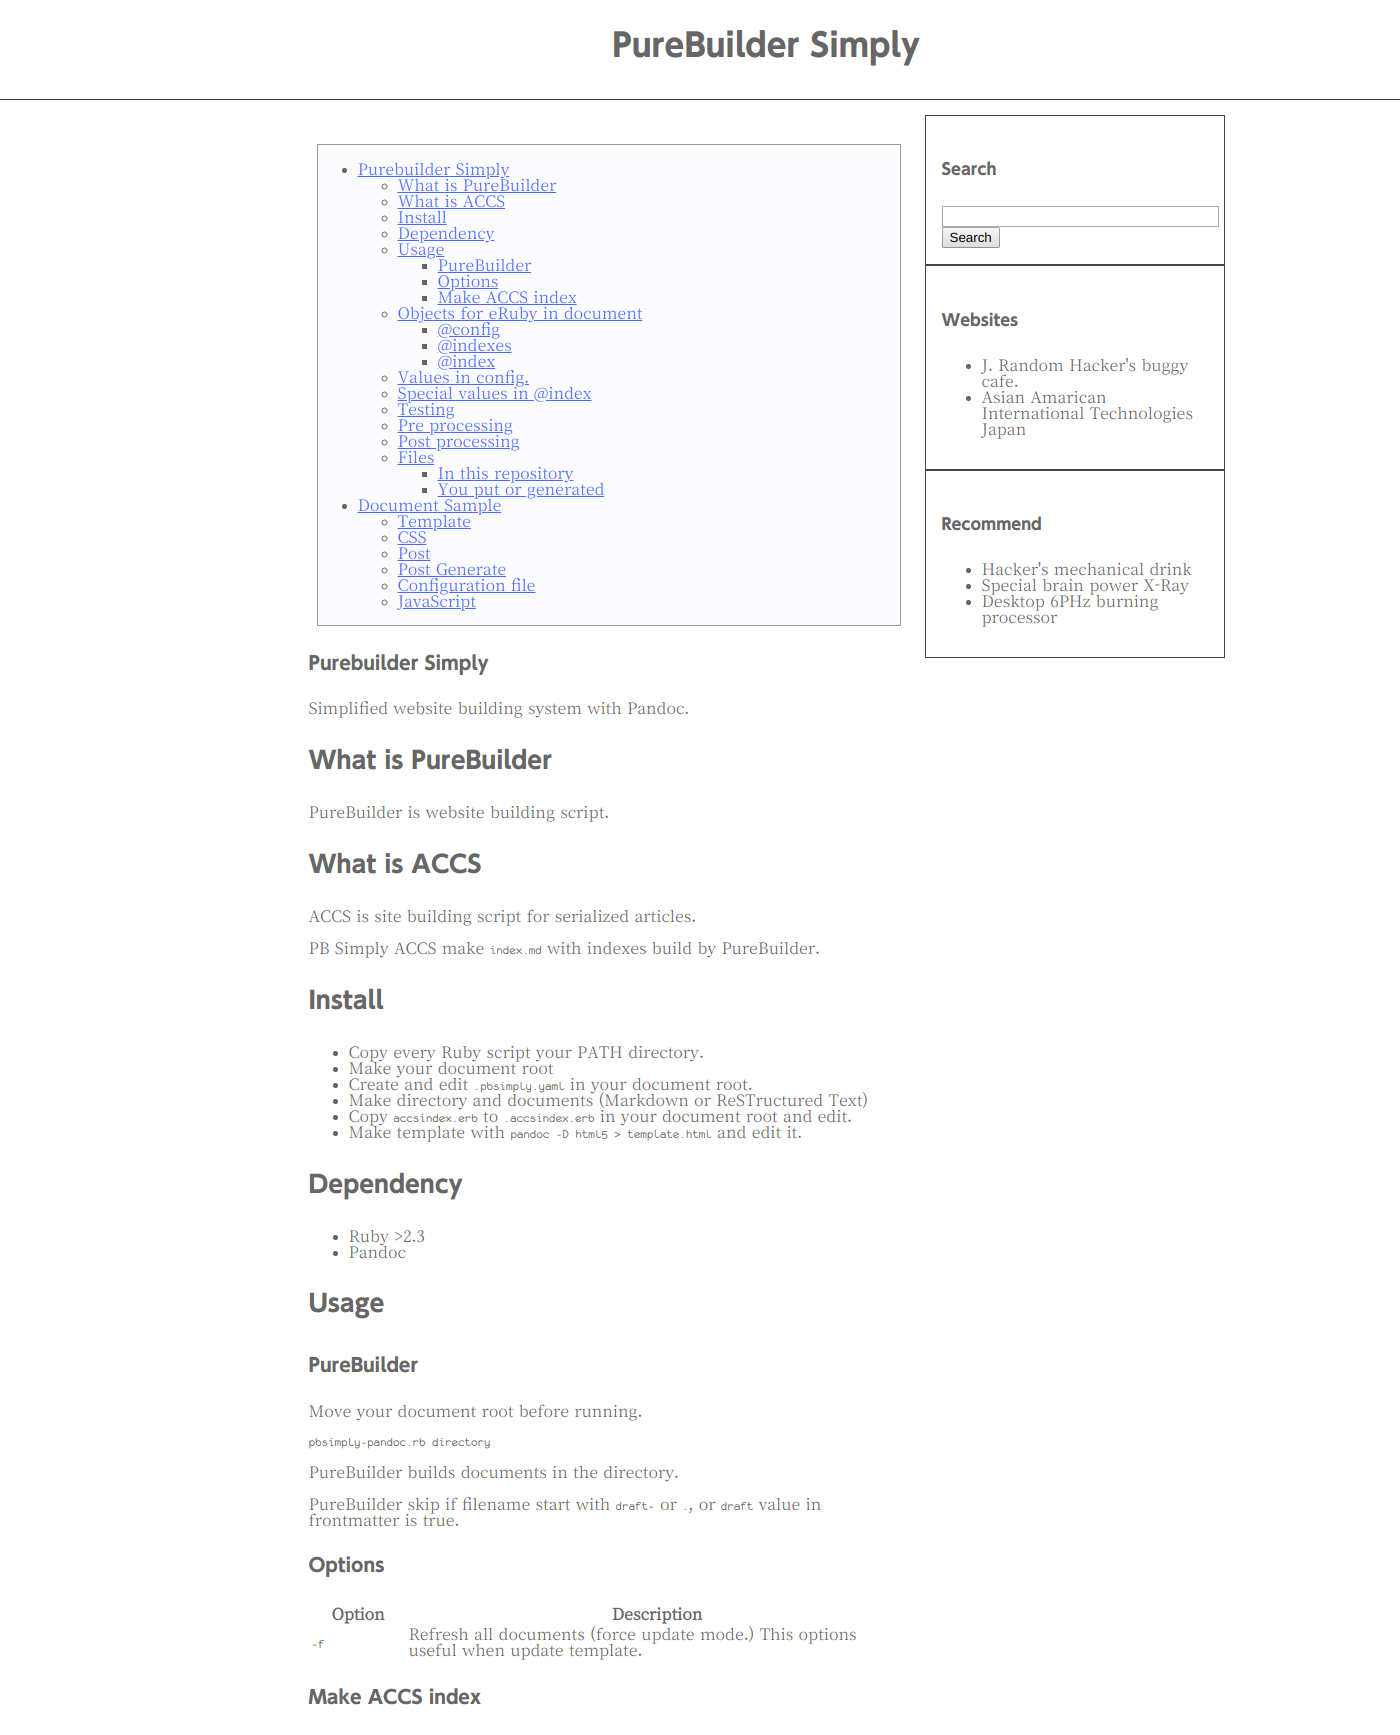 PureBuilder Simply
Purebuilder Simply
What is PureBuilder
What is ACCS
Install
Dependency
Usage
PureBuilder
Options
Make ACCS index
Objects for eRuby in document
@config
@indexes
@index
Values in config.
Special values in @index
Testing
Pre processing
Post processing
Files
In this repository
You put or generated
Document Sample
Template
CSS
Post
Post Generate
Configuration file
JavaScript
Search
Search
Websites
J. Random Hacker's buggy
cafe.
Asian Amarican
International Technologies
Japan
Recommend
Hacker's mechanical drink
Special brain power X-Ray
Desktop 6PHz burning
processor
Purebuilder Simply
Simplified website building system with Pandoc.
What is PureBuilder
PureBuilder is website building script.
What is ACCS
ACCS is site building script for serialized articles.
PB Simply ACCS make index.md with indexes build by PureBuilder.
Install
Copy every Ruby script your PATH directory.
Make your document root
Create and edit .pbsimply.yaml in your document root.
Make directory and documents (Markdown or ReSTructured Text)
Copy accsindex.erb to .accsindex.erb in your document root and edit.
Make template with pandoc -D html5 > template.html and edit it.
Dependency
Ruby >2.3
Pandoc
Usage
PureBuilder
Move your document root before running.
pbsimply-pandoc.rb directory
PureBuilder builds documents in the directory.
PureBuilder skip if filename start with draft- or ., or draft value in
frontmatter is true.
Options
Option Description
-f Refresh all documents (force update mode.) This options
useful when update template.
Make ACCS index